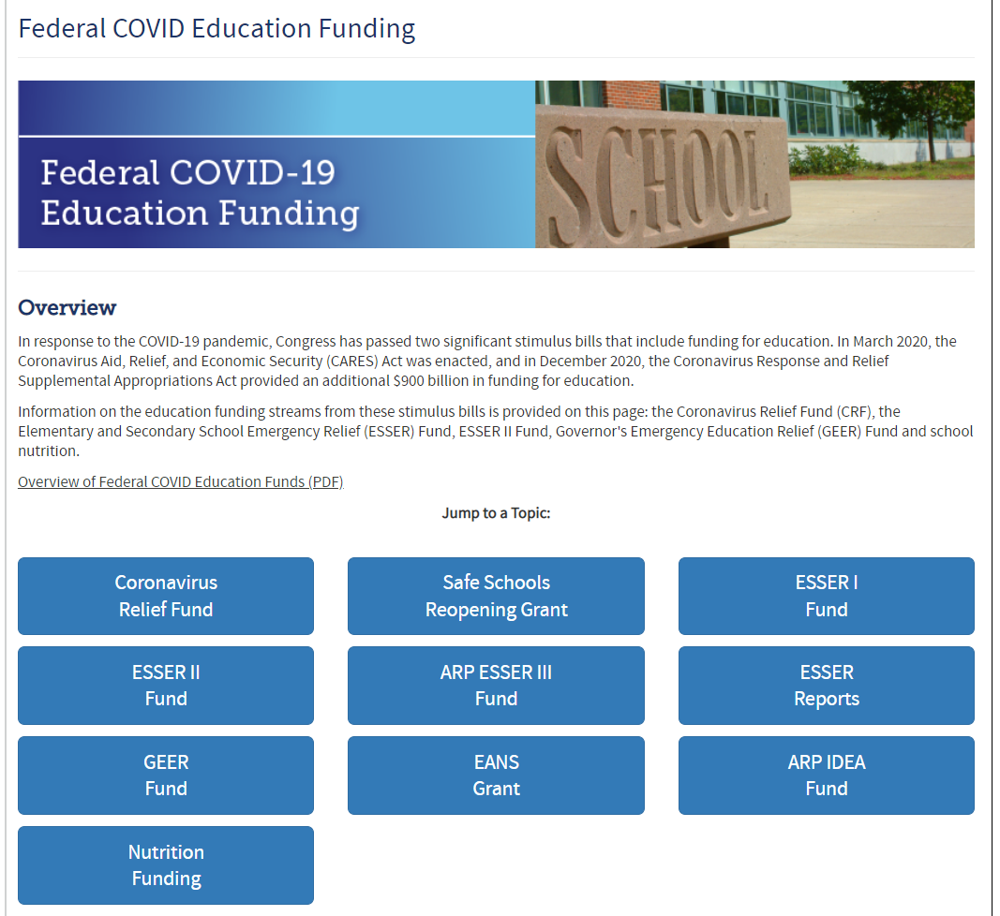 Federal COVID Education Funding
Federal COVID-19
Education Funding
SCHOOL
Overview
In response to the COVID-19 pandemic, Congress has passed two significant stimulus bills that include funding for education. In March 2020, the
Coronavirus Aid, Relief, and Economic Security (CARES) Act was enacted, and in December 2020, the Coronavirus Response and Relief
Supplemental Appropriations Act provided an additional $900 billion in funding for education.
Information on the education funding streams from these stimulus bills is provided on this page: the Coronavirus Relief Fund (CRF), the
Elementary and Secondary School Emergency Relief (ESSER) Fund, ESSER II Fund, Governor's Emergency Education Relief (GEER) Fund and school
nutrition.
Overview of Federal COVID Education Funds (PDF)
Jump to a Topic:
Coronavirus
Relief Fund
Safe Schools
Reopening Grant
ESSER I
Fund
ESSER II
Fund
ARP ESSER III
Fund
ESSER
Reports
GEER
Fund
EANS
Grant
ARP IDEA
Fund
Nutrition
Funding